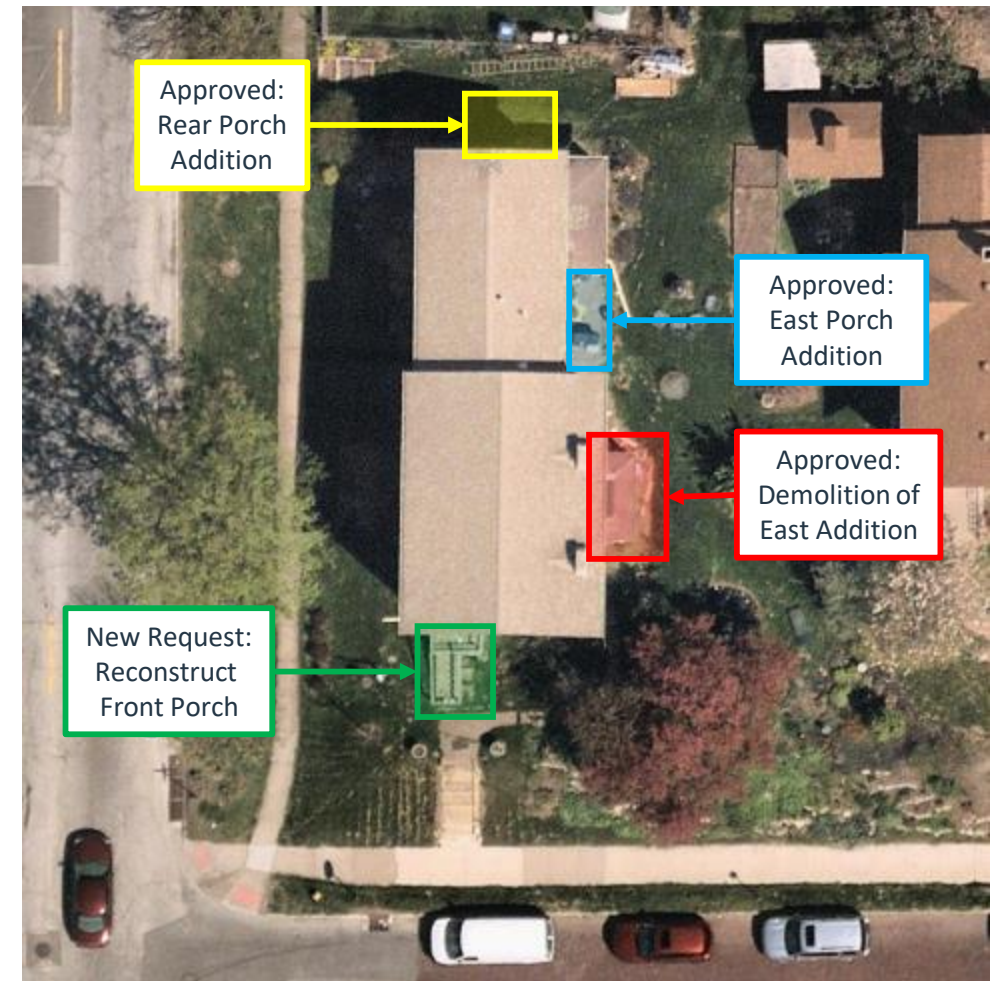 Approved:
Rear Porch
Addition
Approved:
East Porch
Addition
Approved:
Demolition of
East Addition
New Request:
Reconstruct
Front Porch